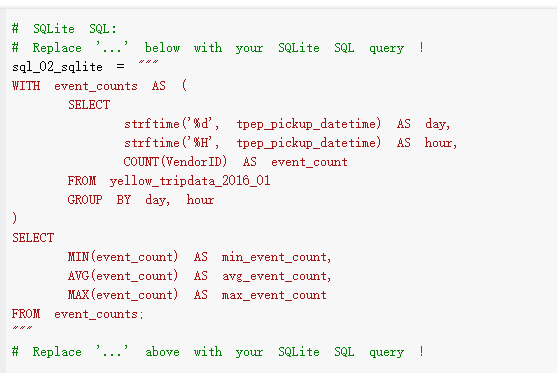 # SQLite SQL:
# Replace '...' below with your SQLite SQL query !
sql_02_sqlite = """
WITH event_counts AS (
SELECT
strftime('%d', tpep_pickup_datetime) AS day,
strftime('%H', tpep_pickup_datetime) AS hour,
COUNT(VendorID) AS event_count
FROM yellow_tripdata_2016_01
GROUP BY day, hour
)
SELECT
MIN(event_count) AS min_event_count,
AVG(event_count) AS avg_event_count,
MAX(event_count) AS max_event_count
FROM event_counts;
"""
# Replace '...' above with your SQLite SQL query !